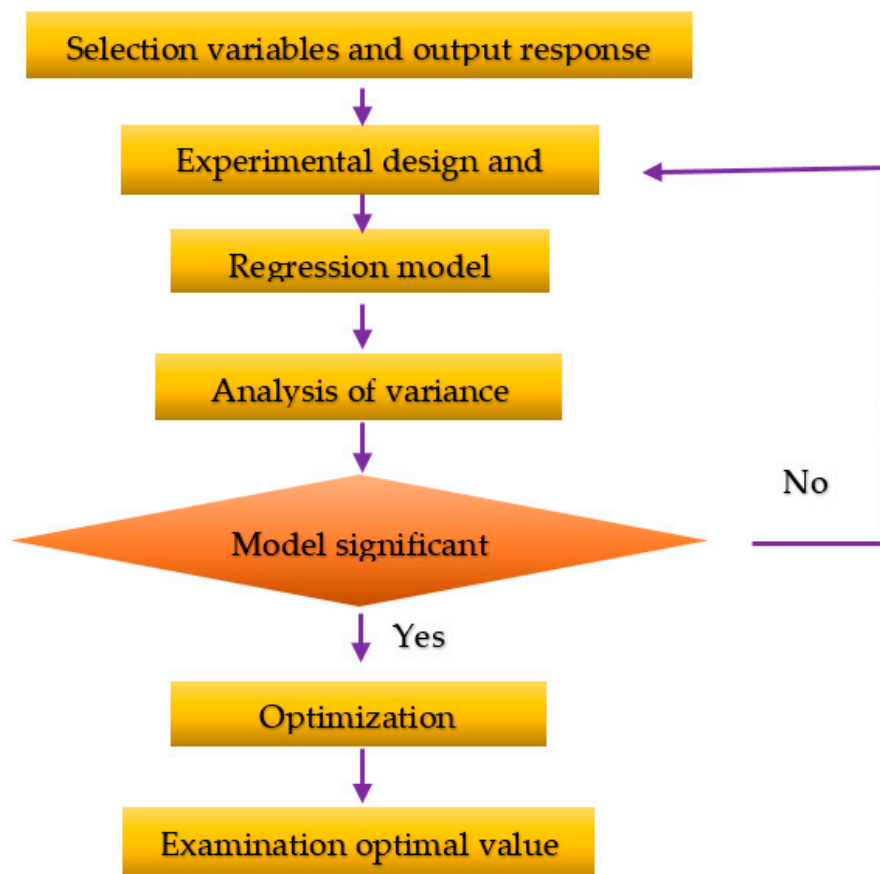 Selection variables and output response
Experimental design and
Regression model
Analysis of variance
No
Model significant
Yes
Optimization
Examination optimal value